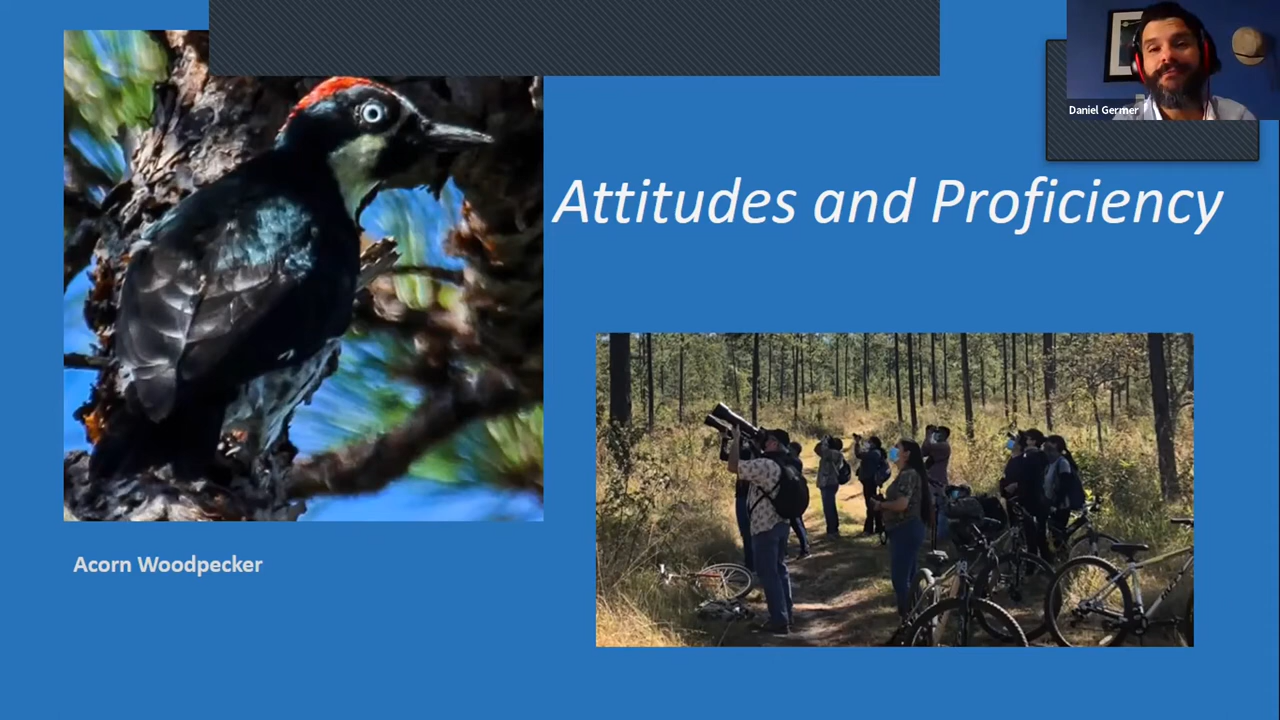 Daniel Germer
Attitudes and Proficiency
Acorn Woodpecker